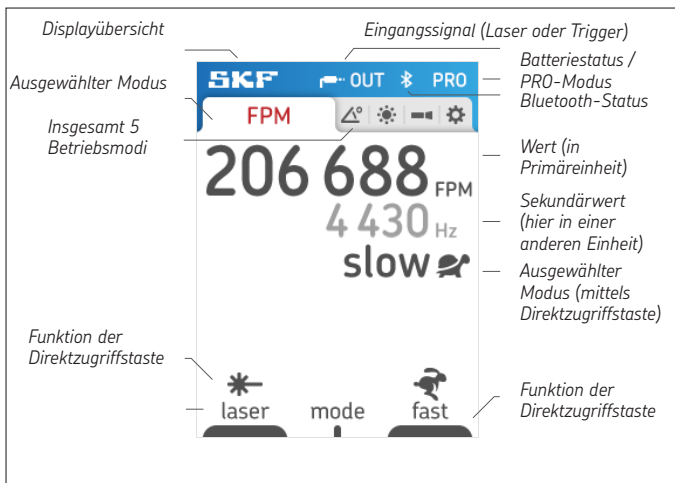 Displayübersicht
Eingangssignal (Laser oder Trigger)
Batteriestatus /
PRO-Modus
Bluetooth-Status
Ausgewählter Modus
Insgesamt 5
Betriebsmodi
SKF OUT PRO
FPM
206 688 FPM
4 430 Hz
slow
Wert (in
Primäreinheit)
Sekundärwert
(hier in einer
anderen Einheit)
Ausgewählter
Modus (mittels
Direktzugriffstaste)
Funktion der
Direktzugriffstaste
laser mode fast
Funktion der
Direktzugriffstaste